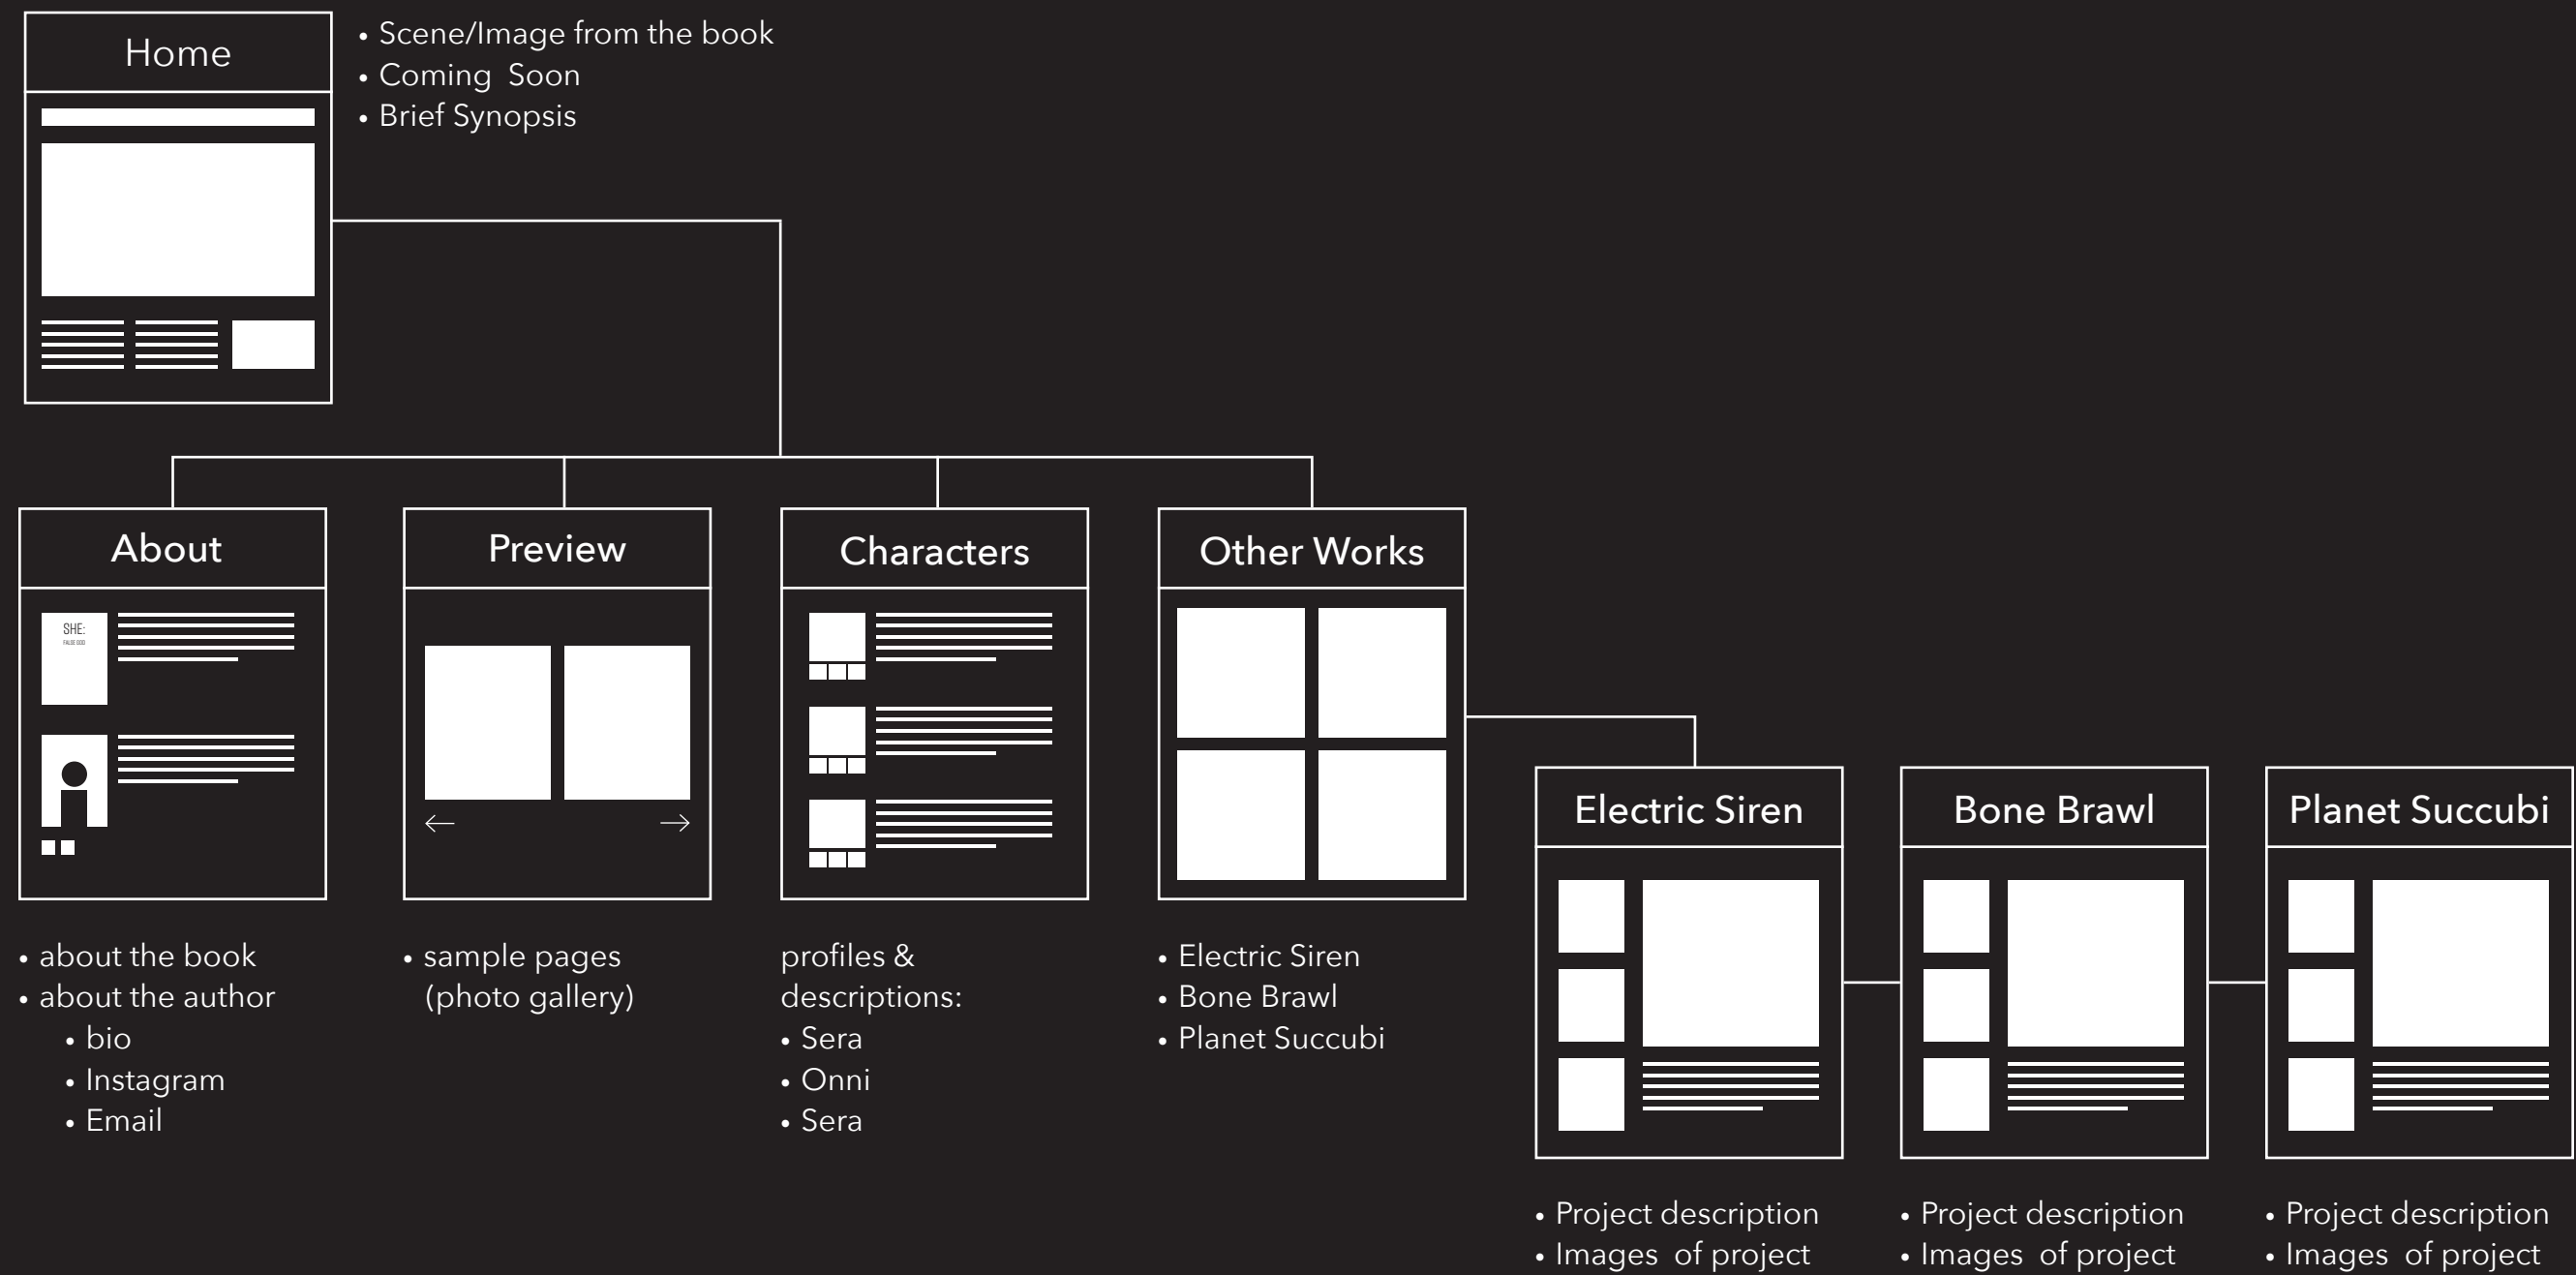 Home
• Scene/Image from the book
• Coming  Soon
• Brief Synopsis
About
SHE:
FALSE GOD
• about the book
• about the author
• bio
• Instagram
• Email
Preview
• sample pages
(photo gallery)
Characters
profiles &
descriptions:
• Sera
• Onni
• Sera
Other Works
• Electric Siren
• Bone Brawl
• Planet Succubi
Electric Siren
• Project description
• Images  of project
Bone Brawl
• Project description
• Images  of project
Planet Succubi
• Project description
• Images  of project